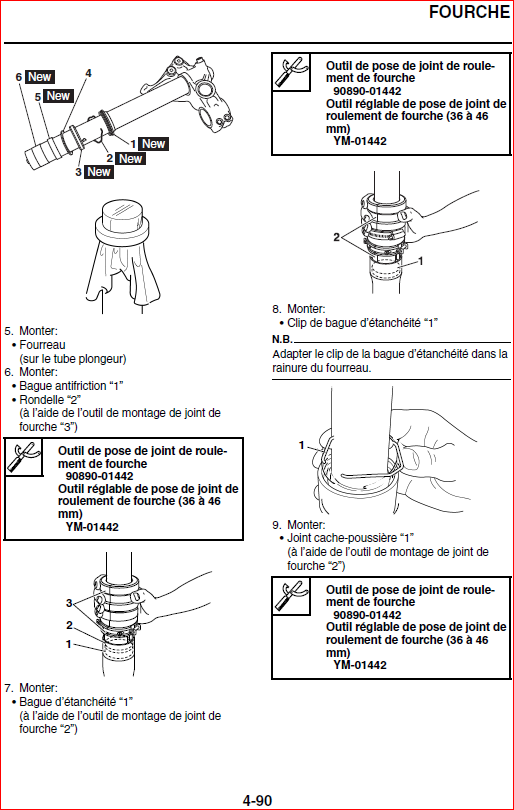 FOURCHE
6 New
5 New
4
1 New
2 New
3 New
5. Monter:
• Fourreau
(sur le tube plongeur)
6. Monter:
• Bague antifriction “1”
• Rondelle “2”
(à l’aide de l’outil de montage de joint de
fourche “3”)
Outil de pose de joint de roule-
ment de fourche
90890-01442
Outil réglable de pose de joint de
roulement de fourche (36 à 46
mm)
YM-01442
3
2
1
7. Monter:
• Bague d’étanchéité “1”
(à l’aide de l’outil de montage de joint de
fourche “2”)
Outil de pose de joint de roule-
ment de fourche
90890-01442
Outil réglable de pose de joint de
roulement de fourche (36 à 46
mm)
YM-01442
2
1
8. Monter:
• Clip de bague d’étanchéité “1”
N.B.
Adapter le clip de la bague d’étanchéité dans la
rainure du fourreau.
1
9. Monter:
• Joint cache-poussière “1”
(à l’aide de l’outil de montage de joint de
fourche “2”)
Outil de pose de joint de roule-
ment de fourche
90890-01442
Outil réglable de pose de joint de
roulement de fourche (36 à 46
mm)
YM-01442
4-90